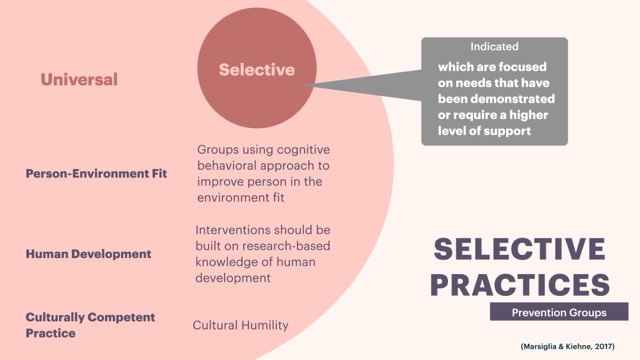 Universal
Selective
Indicated
which are focused
on needs that have
been demonstrated
or require a higher
level of support
Person-Environment Fit
Groups using cognitive
behavioral approach to
improve person in the
environment fit
Human Development
Interventions should be
built on research-based
knowledge of human
development
Culturally Competent
Practice
Cultural Humility
SELECTIVE
PRACTICES
Prevention Groups
(Marsiglia & Kiehne, 2017)